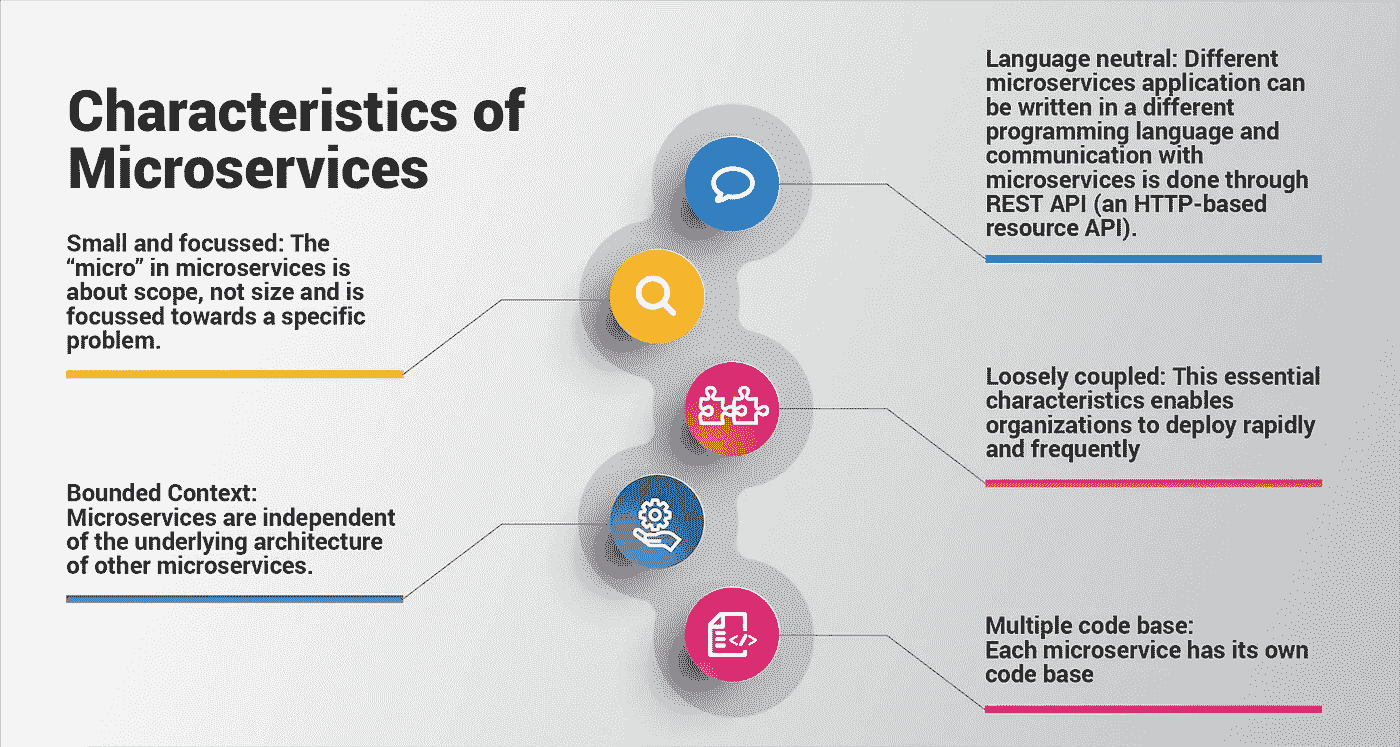 Characteristics of
Microservices
Small and focussed: The
“micro” in microservices is
about scope, not size and is
focussed towards a specific
problem.
Bounded Context:
Microservices are independent
of the underlying architecture
of other microservices.
Language neutral: Different
microservices application can
be written in a different
programming language and
communication with
microservices is done through
REST API (an HTTP-based
resource API).
Loosely coupled: This essential
characteristics enables
organizations to deploy rapidly
and frequently
Multiple code base:
Each microservice has its own
code base